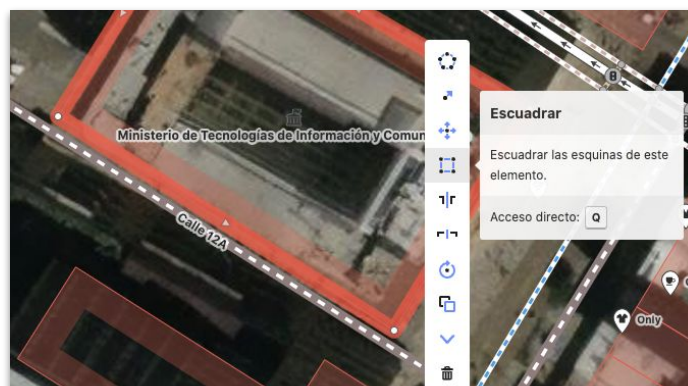 Ministerio de Tecnologías de Información y Comun
Calle 12A
Escuadrar
Escuadrar las esquinas de este
elemento.
Acceso directo: Q
Only